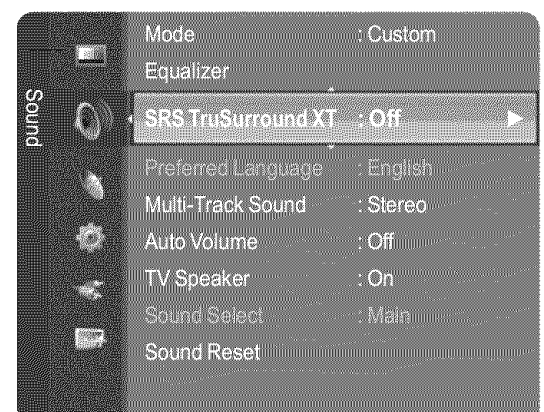 Sound
Mode : Custom
Equalizer
SRS TruSurround XT : Off
Preferred Language : English
Multi-Track Sound : Stereo
Auto Volume : Off
TV Speaker : On
Sound Select : Main
Sound Reset